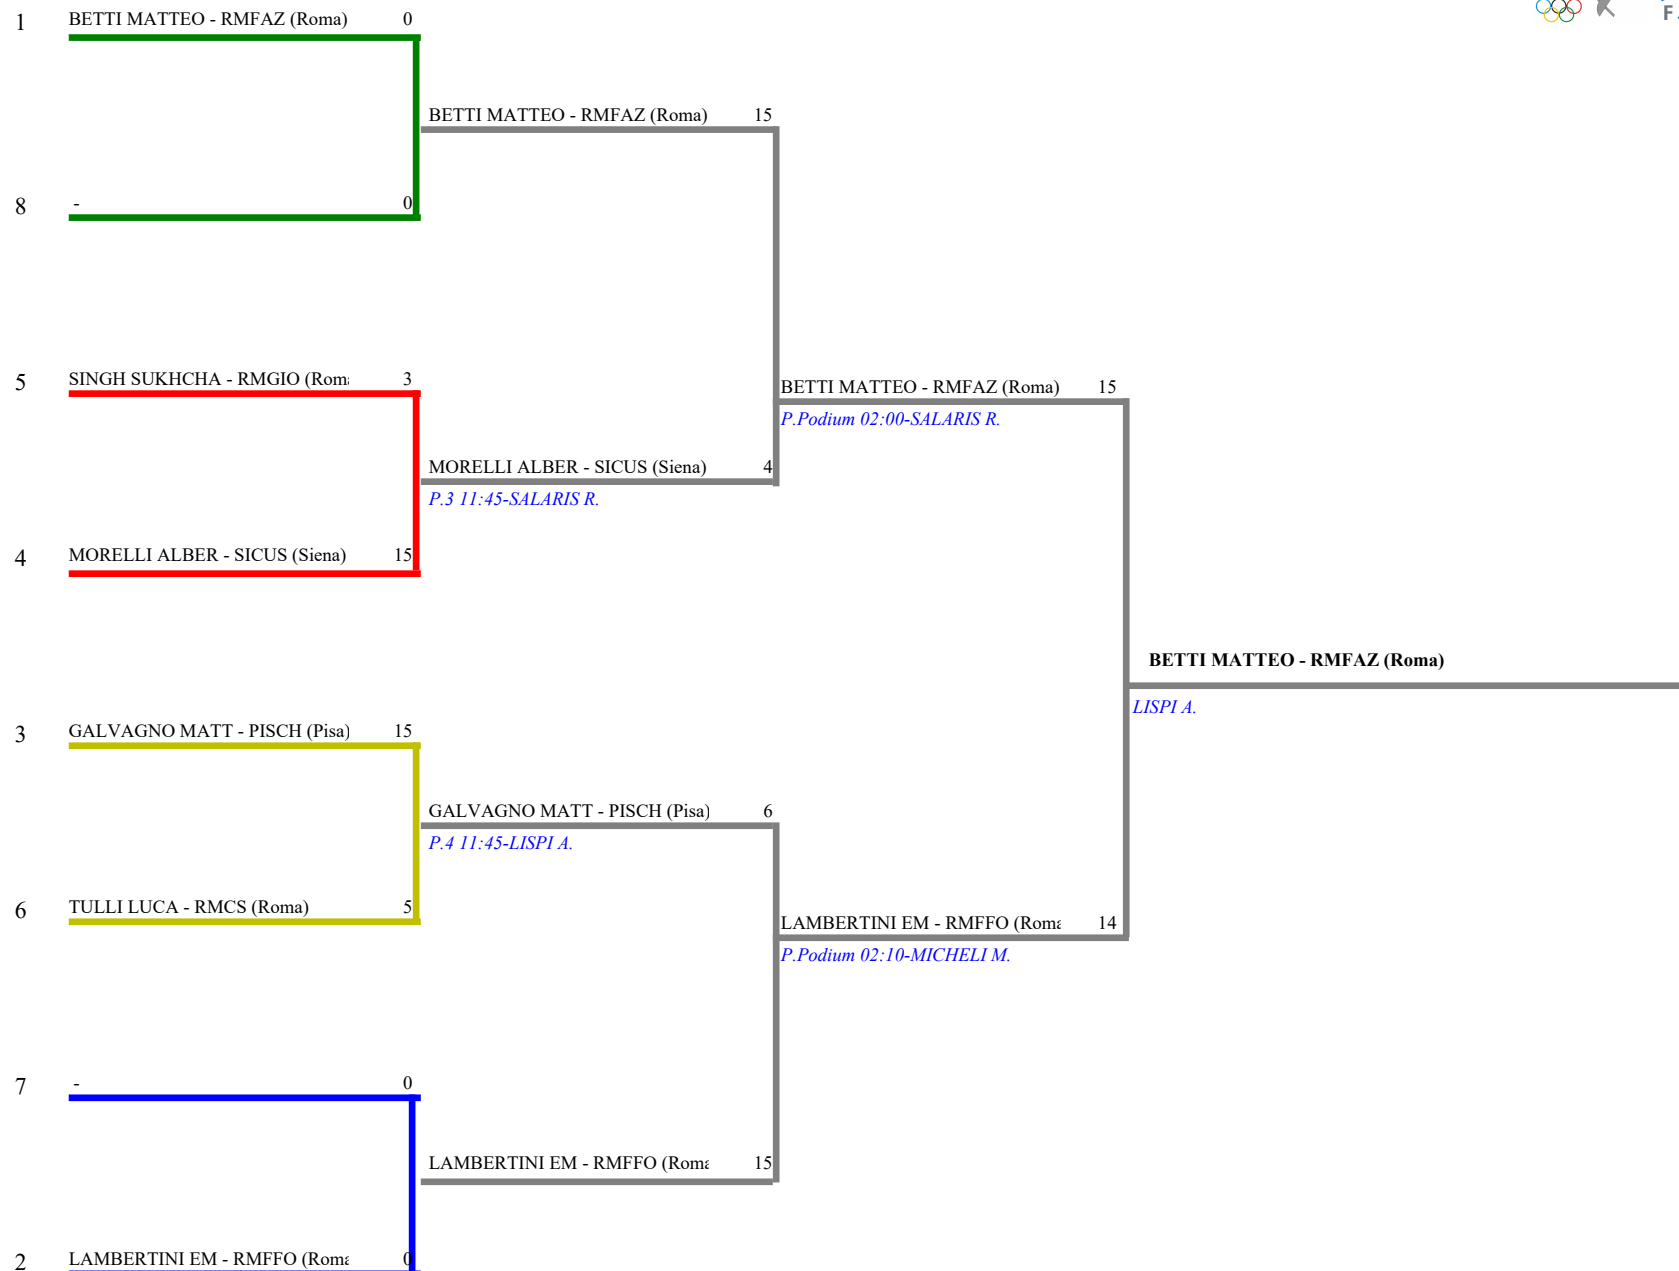 1 BETTI MATTEO - RMFAZ (Roma) 0
F
BETTI MATTEO - RMFAZ (Roma) 15
8 - 0
5 SINGH SUKHCHA - RMGIO (Rom 3
BETTI MATTEO - RMFAZ (Roma) 15
P.Podium 02:00-SALARIS R.
MORELLI ALBER - SICUS (Siena) 4
P.3 11:45-SALARIS R.
4 MORELLI ALBER - SICUS (Siena) 15
BETTI MATTEO - RMFAZ (Roma)
LISPI A.
3 GALVAGNO MATT - PISCH (Pisa) 15
GALVAGNO MATT - PISCH (Pisa) 6
P.4 11:45-LISPI A.
6 TULLI LUCA - RMCS (Roma) 5
LAMBERTINI EM - RMFFO (Roma 14
P.Podium 02:10-MICHELI M.
7 - 0
LAMBERTINI EM - RMFFO (Roma 15
2 LAMBERTINI EM - RMFFO (Roma 0